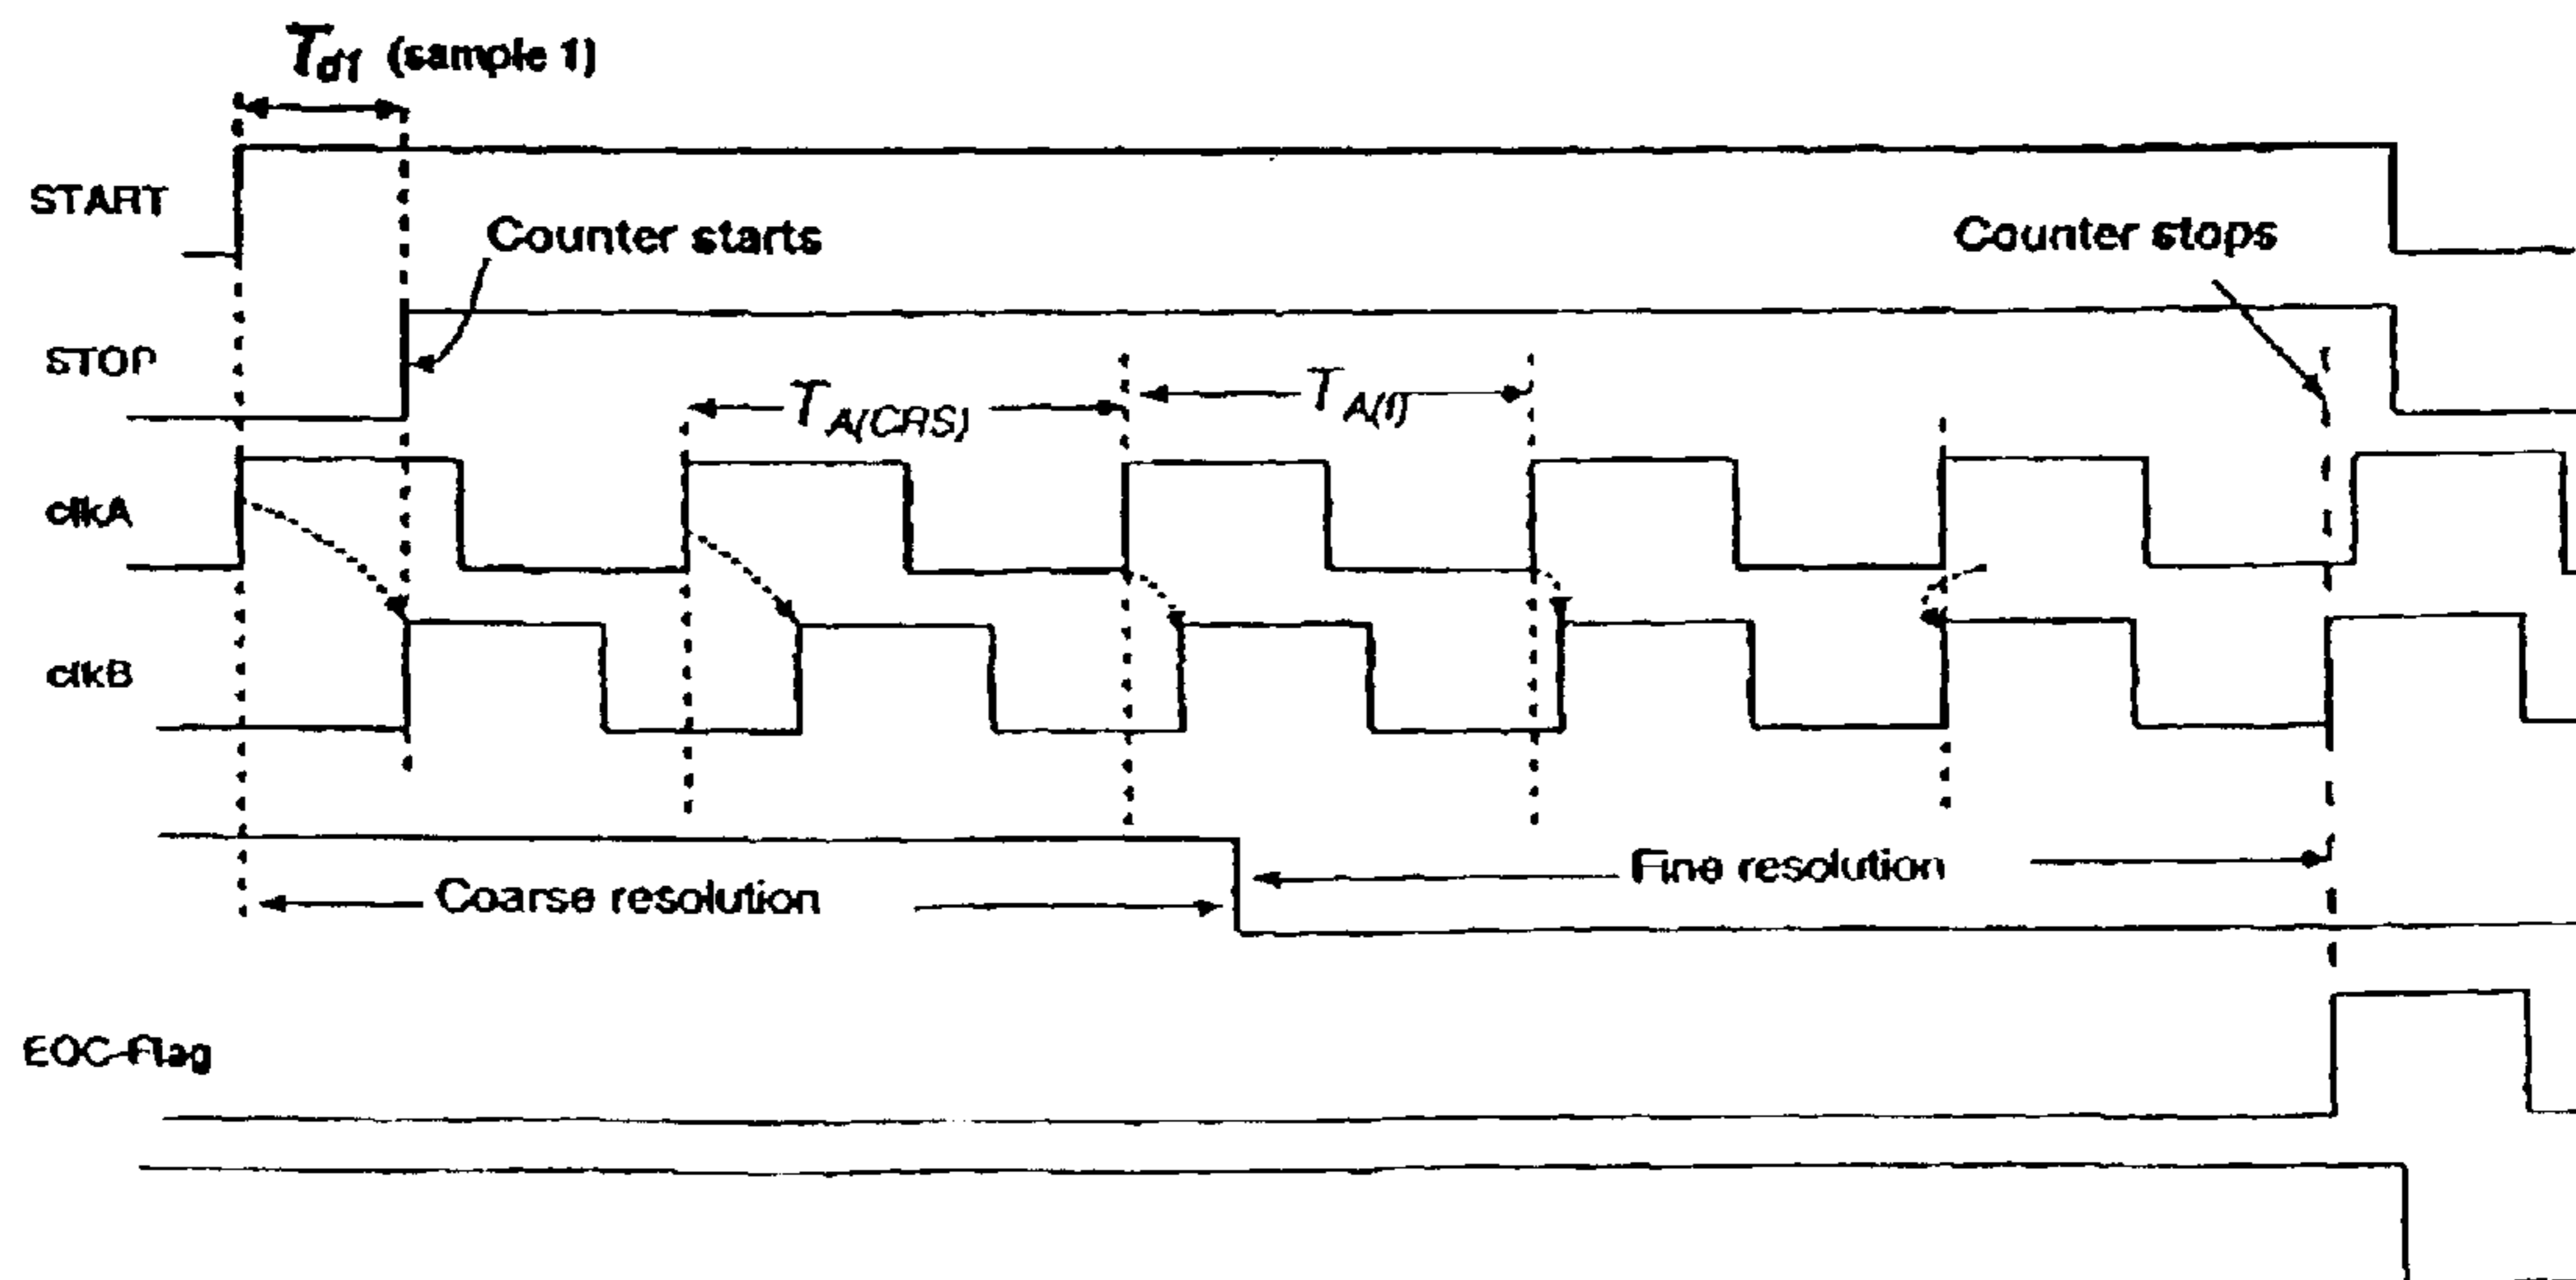 Td1 (sample 1)
START
Counter starts
Counter stops
STOP
TA(CRS)
TA(f)
clkA
clkB
Coarse resolution
Fine resolution
EOC-Flag